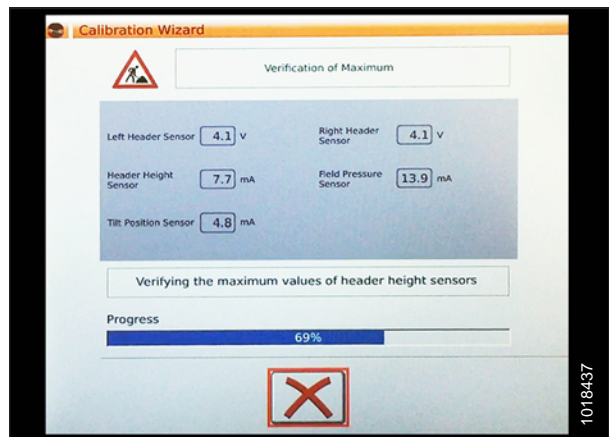 Calibration Wizard
Verification of Maximum
Left Header Sensor 4.1 V
Right Header
Sensor 4.1 V
Header Height
Sensor 7.7 mA
Field Pressure
Sensor 13.9 mA
Tilt Position Sensor 4.8 mA
Verifying the maximum values of header height sensors
Progress
69%
1018437